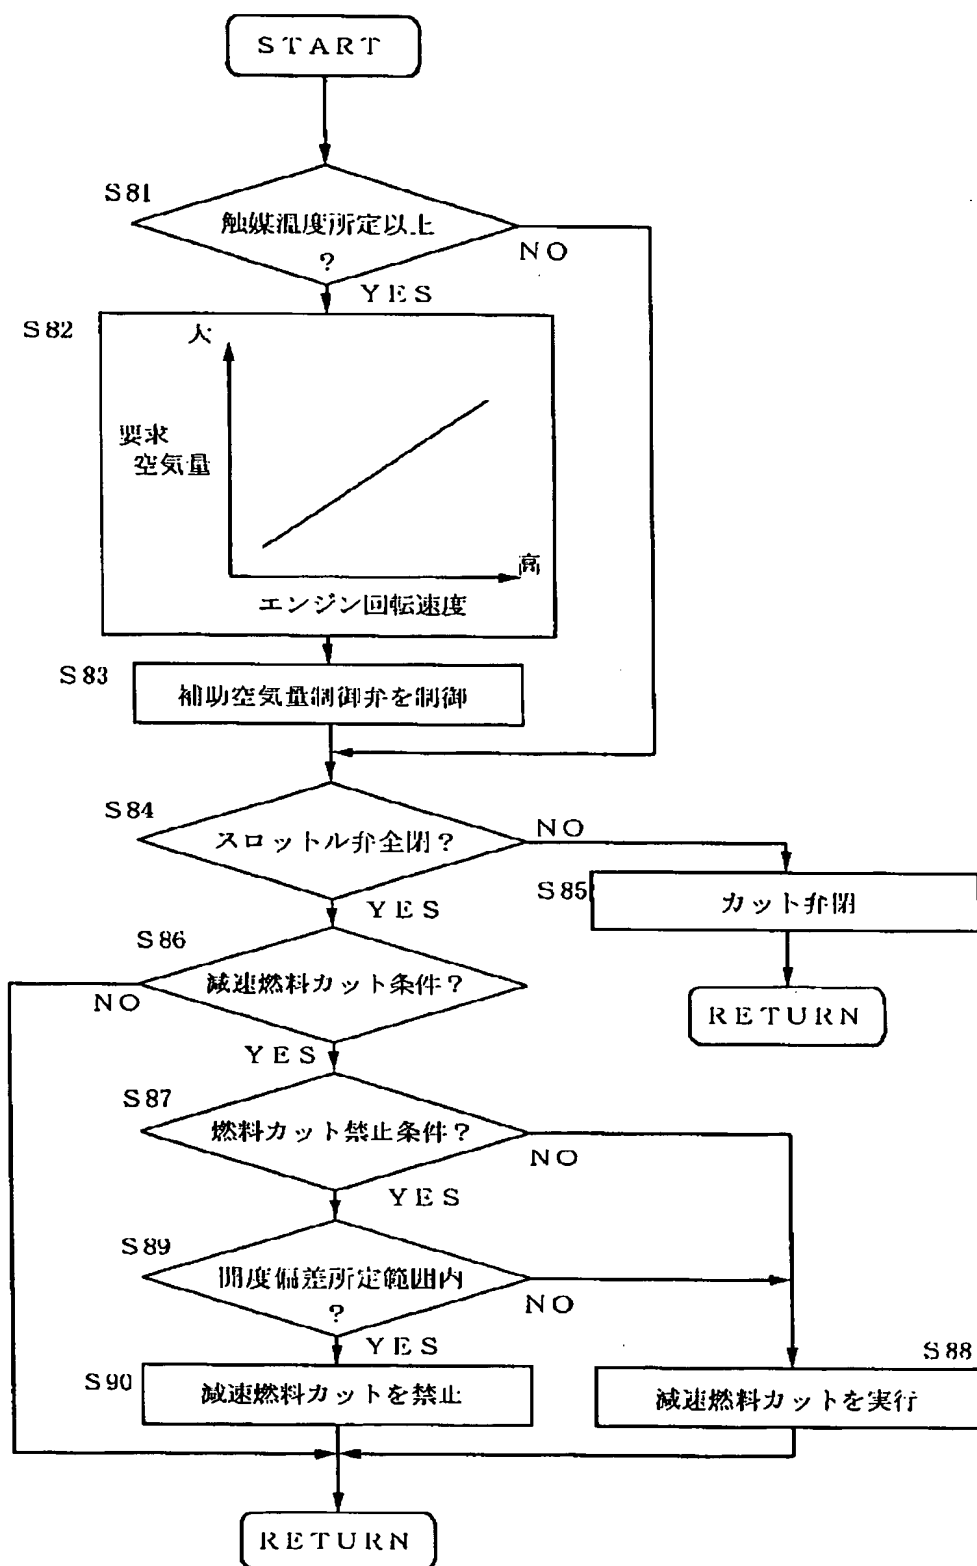 START
S81
触媒温度所定以上
?
NO
YES
S82
大
要求
空気量
高
エンジン回転速度
S83
補助空気量制御弁を制御
S84
スロットル弁全閉?
NO
YES
S85
カット弁閉
RETURN
S86
減速燃料カット条件?
NO
YES
S87
燃料カット禁止条件?
NO
YES
S89
開度偏差所定範囲内
?
NO
YES
S90
減速燃料カットを禁止
S88
減速燃料カットを実行
RETURN